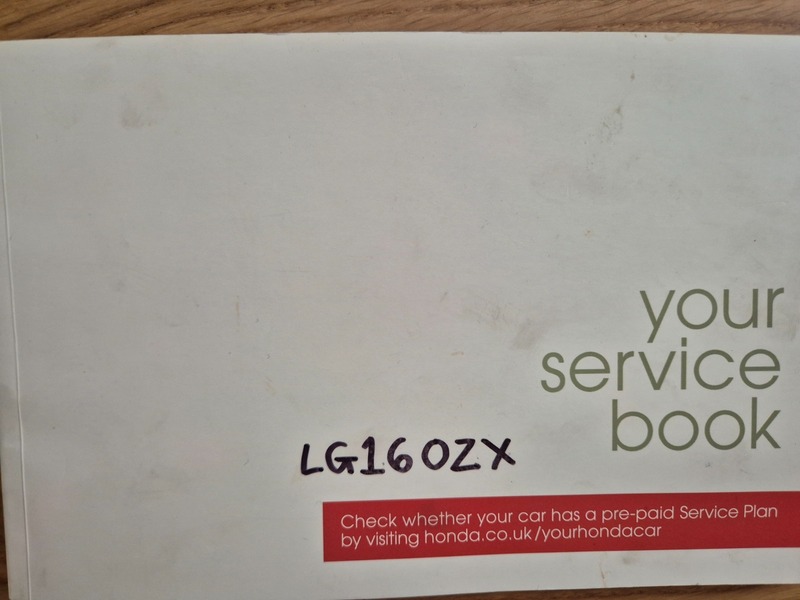 your
service
book
LG16OZX
Check whether your car has a pre-paid Service Plan
by visiting honda.co.uk/yourhondacar